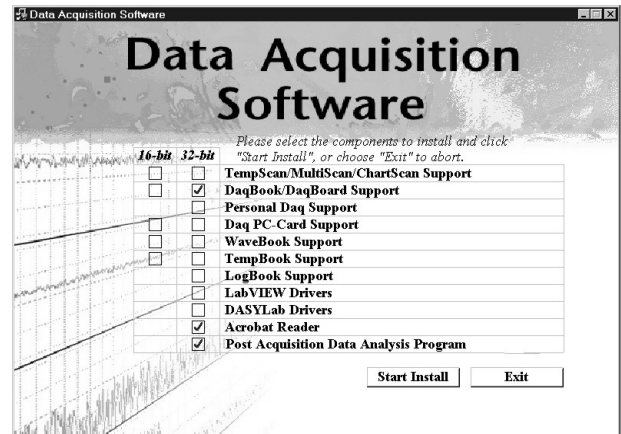 Data Acquisition Software
Data Acquisition
Software
Please select the components to install and click
16-bit 32-bit "Start Install", or choose "Exit" to abort.
TempScan/MultiScan/ChartScan Support
DaqBook/DaqBoard Support
Personal Daq Support
Daq PC-Card Support
WaveBook Support
TempBook Support
LogBook Support
LabVIEW Drivers
DASYLab Drivers
Acrobat Reader
Post Acquisition Data Analysis Program
Start Install Exit